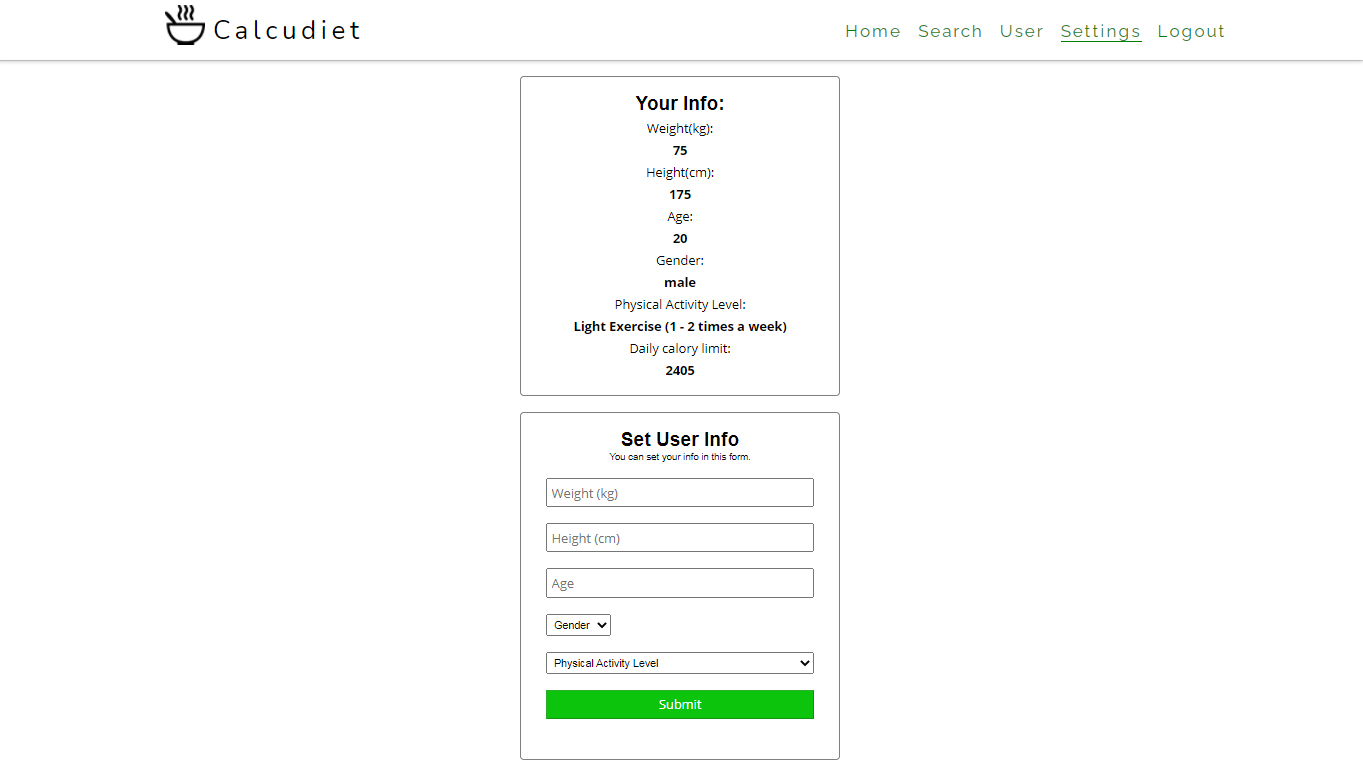 Calcudiet
Home Search User Settings Logout
Your Info:
Weight(kg):
75
Height(cm):
175
Age:
20
Gender:
male
Physical Activity Level:
Light Exercise (1 - 2 times a week)
Daily calory limit:
2405
Set User Info
You can set your info in this form.
Weight (kg)
Height (cm)
Age
Gender
Physical Activity Level
Submit